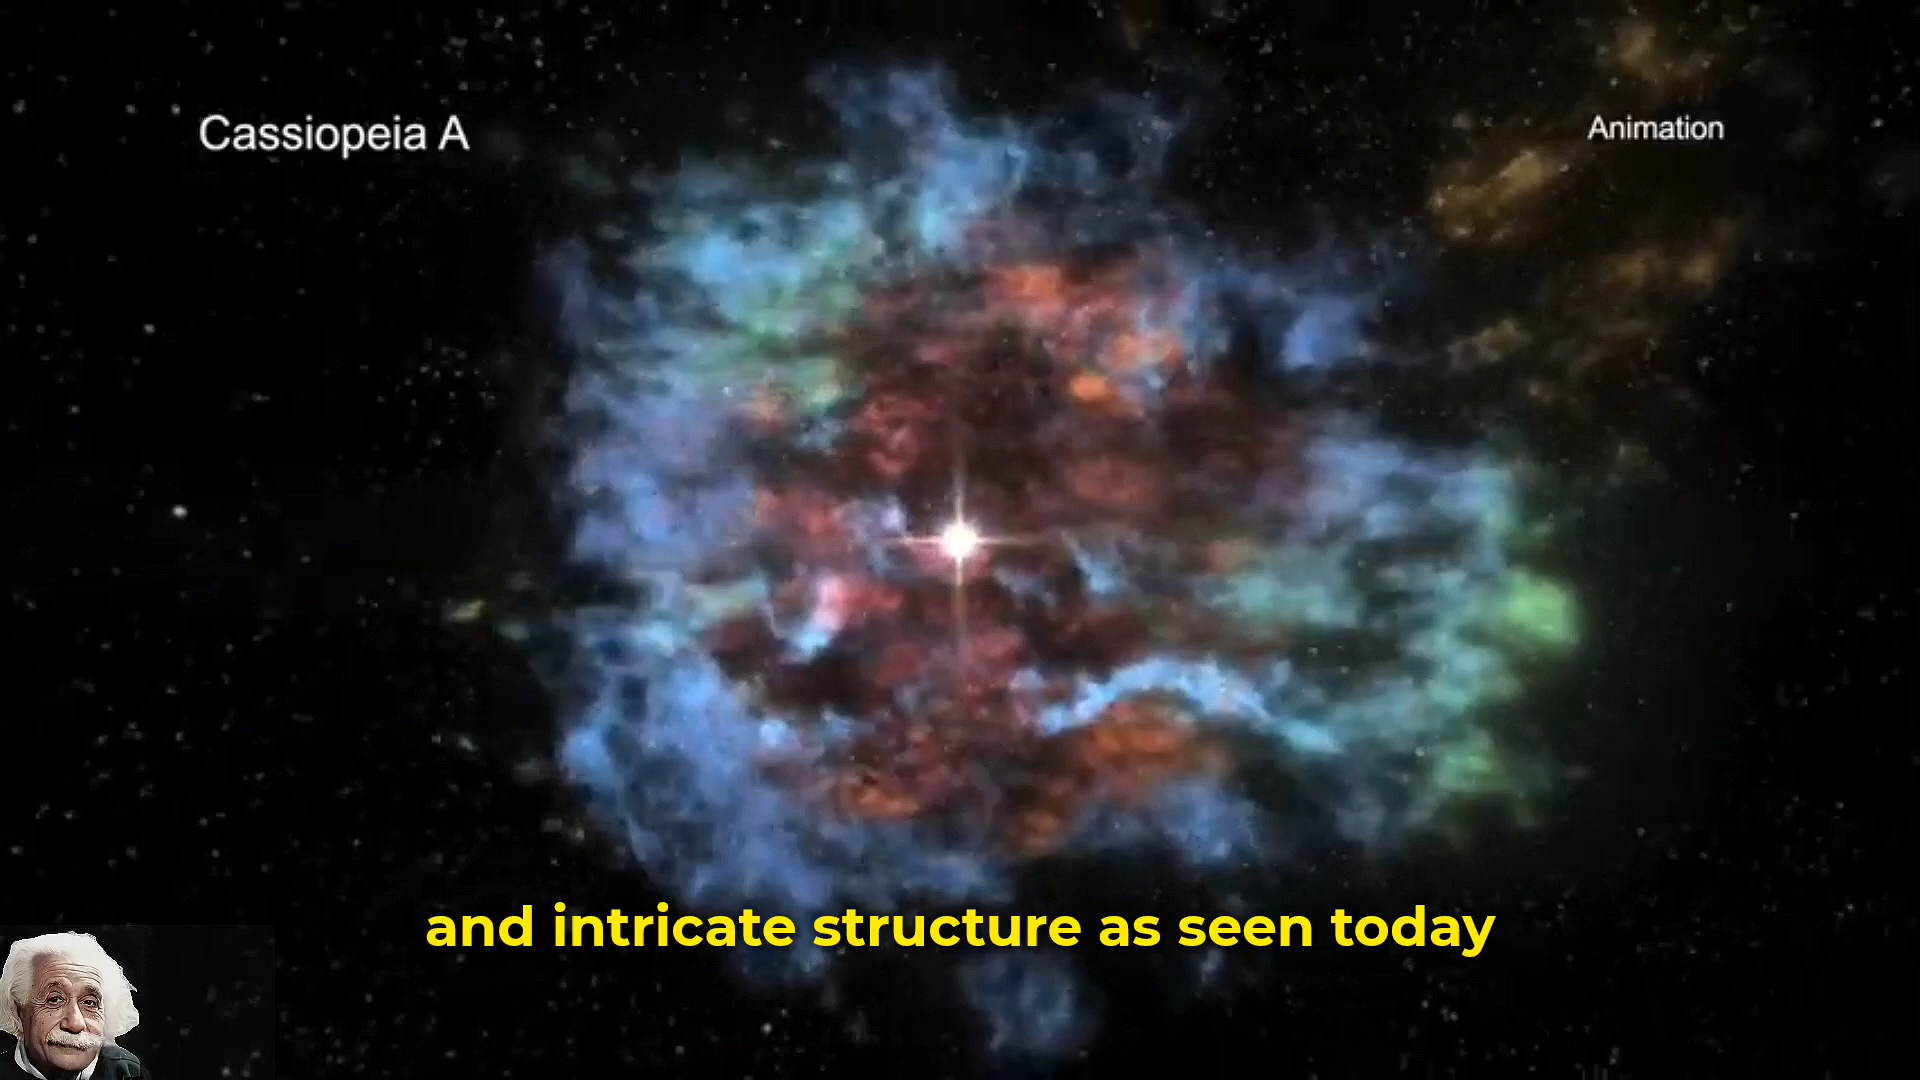 Cassiopeia A
Animation
and intricate structure as seen today